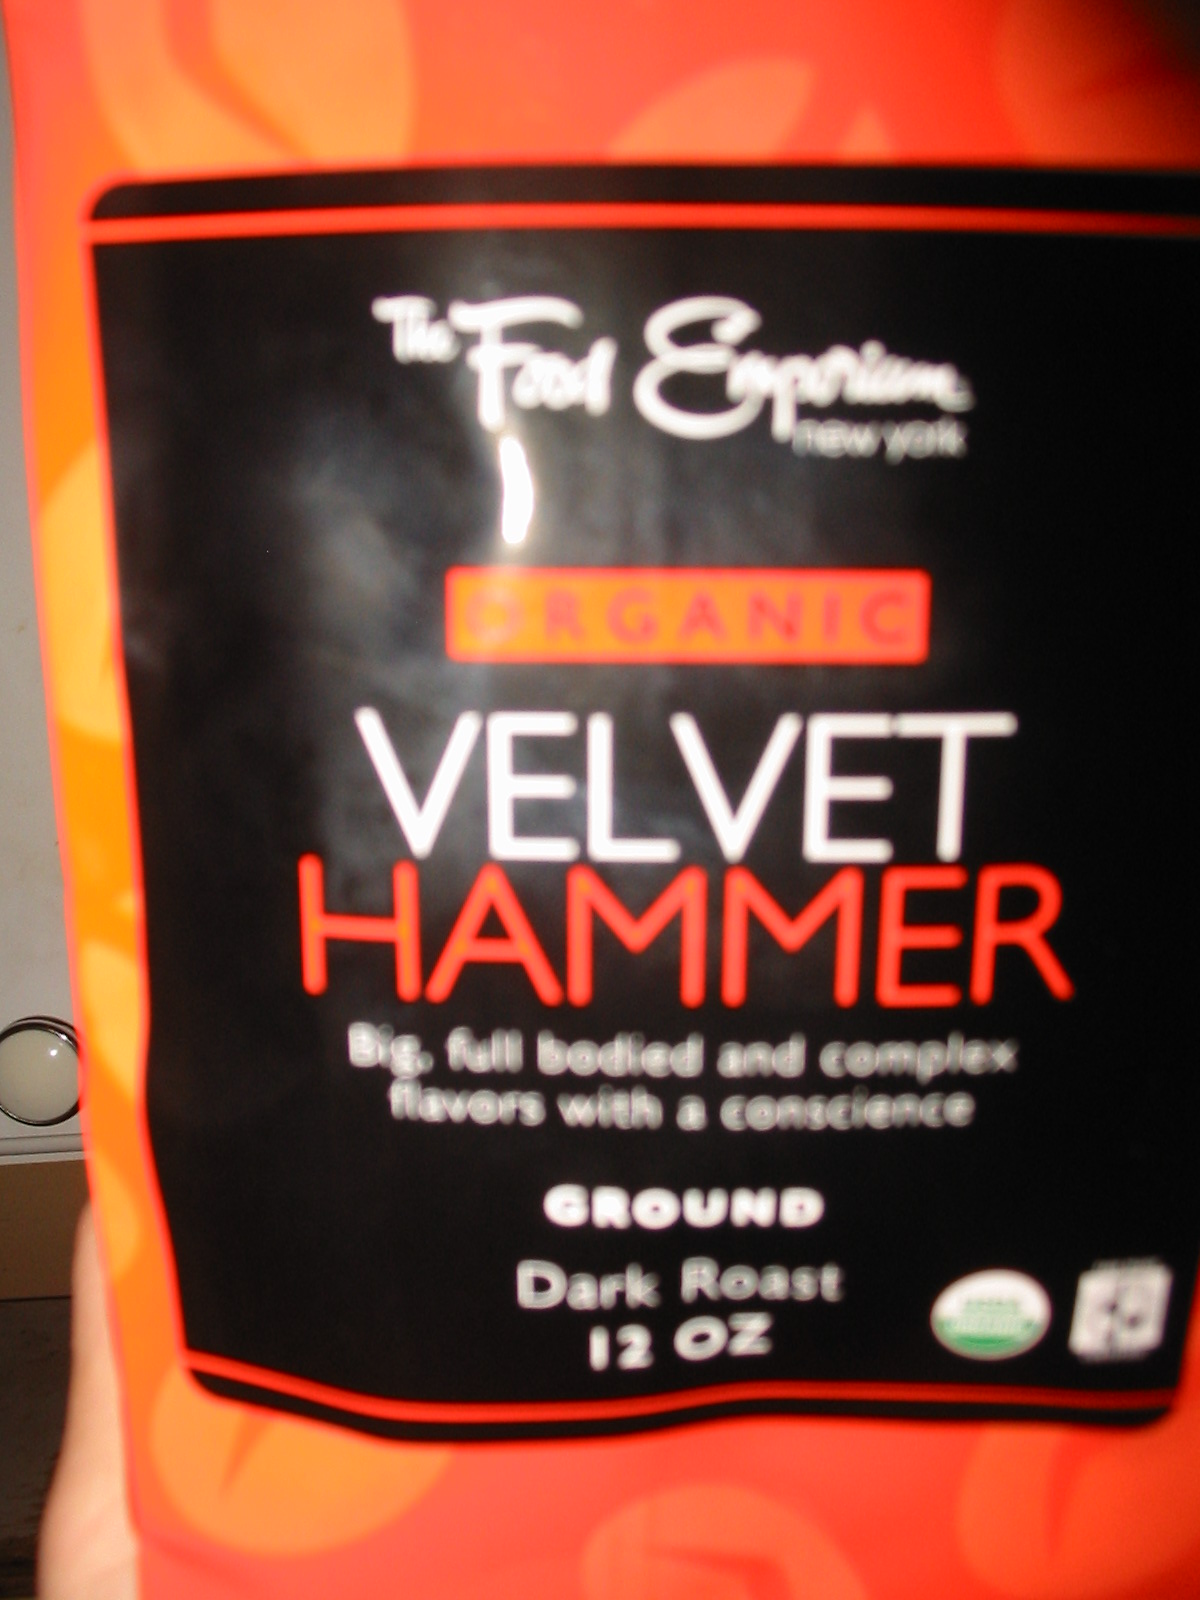 The Food Emporium
new york
ORGANIC
VELVET
HAMMER
Big, full bodied and complex
flavors with a conscience
GROUND
Dark Roast
12 OZ